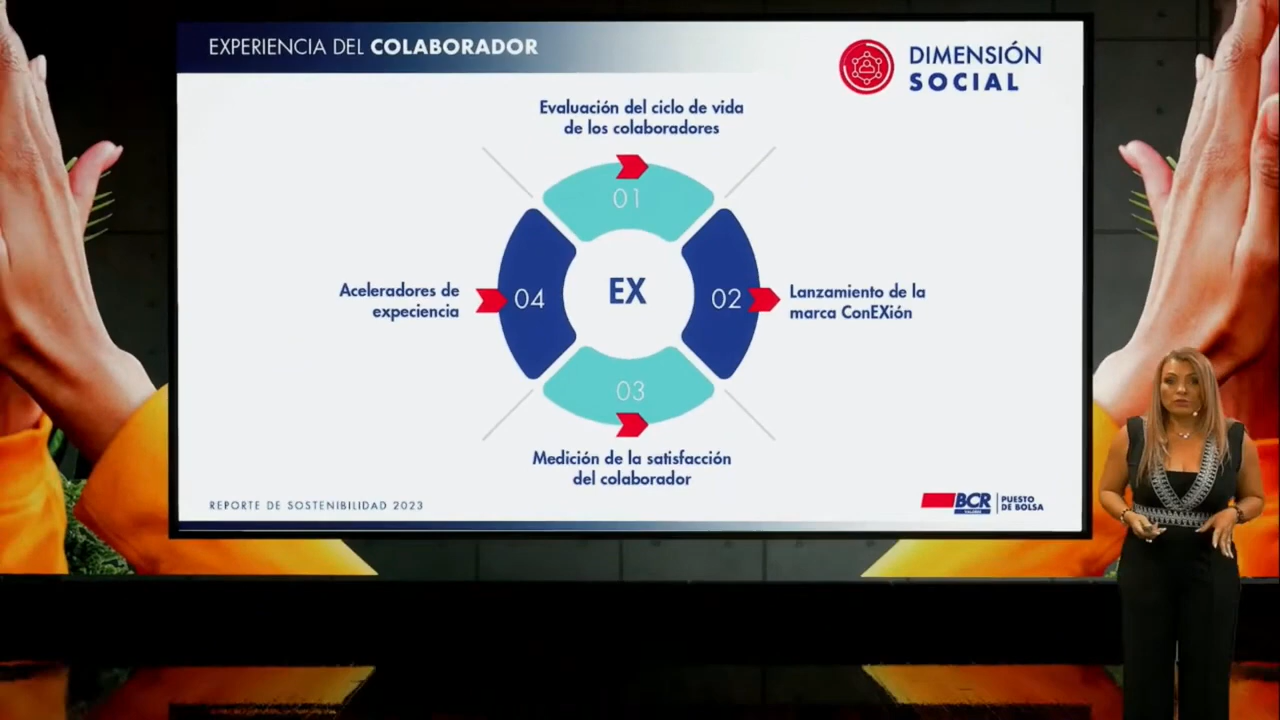 EXPERIENCIA DEL COLABORADOR
DIMENSIÓN
SOCIAL
Evaluación del ciclo de vida
de los colaboradores
01
Aceleradores de
expeciencia
04
EX
02
Lanzamiento de la
marca ConEXión
03
Medición de la satisfacción
del colaborador
REPORTE DE SOSTENIBILIDAD 2023
BCR
VALORES
PUESTO
DE BOLSA